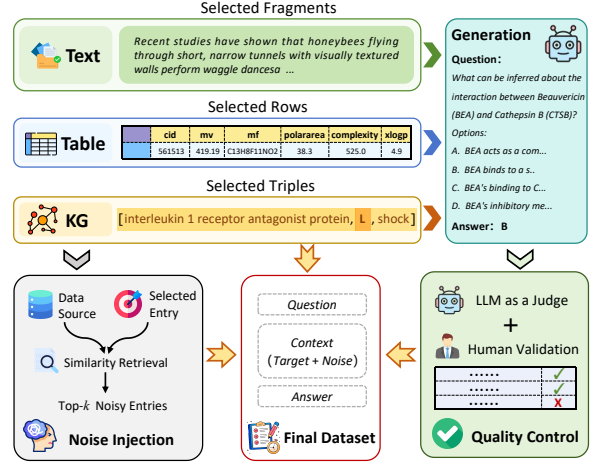 Selected Fragments
Text
Recent studies have shown that honeybees flying
through short, narrow tunnels with visually textured
walls perform waggle dancesa ...
Selected Rows
Table
cid mv mf polararea complexity xlogp
561513 419.19 C13H8F11NO2 38.3 525.0 4.9
Selected Triples
KG
[interleukin 1 receptor antagonist protein, L , shock]
Generation
Question:
What can be inferred about the
interaction between Beauvericin
(BEA) and Cathepsin B (CTSB)?
Options:
A. BEA acts as a com...
B. BEA binds to a s..
C. BEA's binding to C...
D. BEA's inhibitory me...
Answer: B
Data
Source
Selected
Entry
Similarity Retrieval
Top-k Noisy Entries
Noise Injection
Question
Context
(Target + Noise)
Answer
Final Dataset
LLM as a Judge
+
Human Validation
...... ✓
...... ✓
...... X
Quality Control